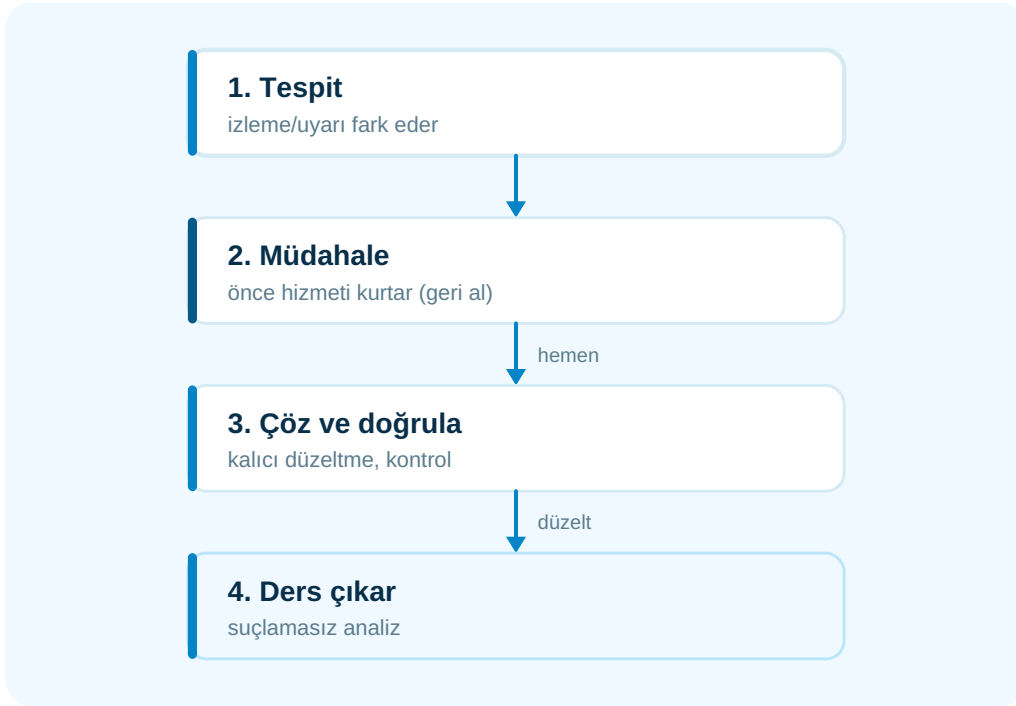 1. Tespit
izleme/uyarı fark eder
2. Müdahale
önce hizmeti kurtar (geri al)
hemen
3. Çöz ve doğrula
kalıcı düzeltme, kontrol
düzelt
4. Ders çıkar
suçlamasız analiz